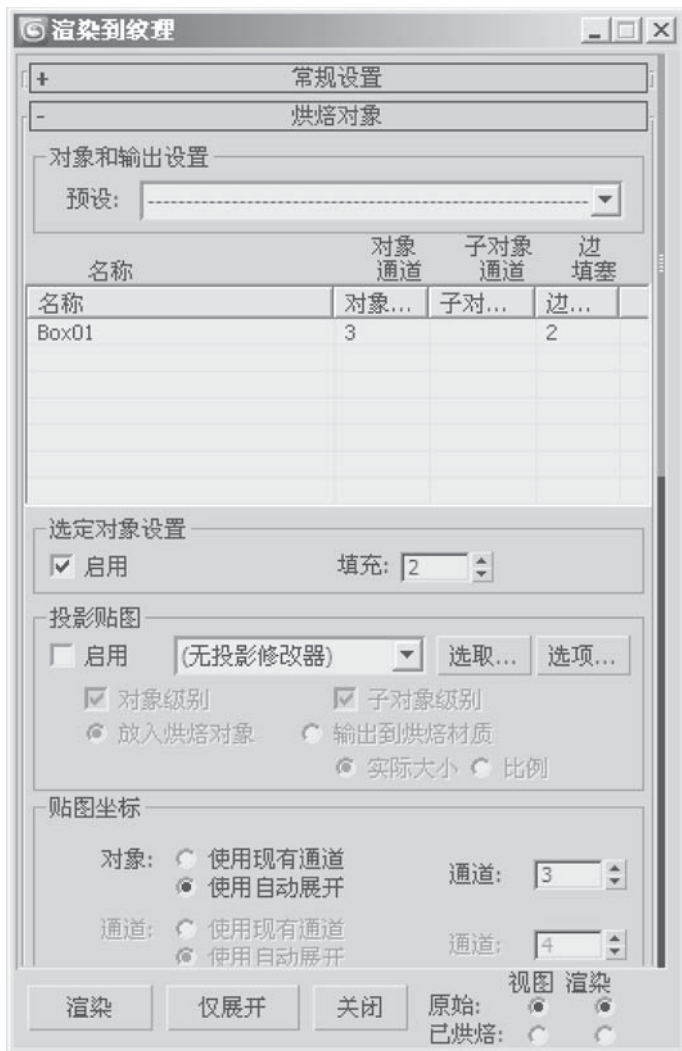 渲染到纹理
+ 常规设置
- 烘焙对象
对象和输出设置
预设:
名称 对象通道 子对象通道 边填塞
名称 对象... 子对... 边...
Box01 3 2
选定对象设置
启用 填充: 2
投影贴图
启用 (无投影修改器) 选取... 选项...
对象级别 子对象级别
放入烘焙对象 输出到烘焙材质
实际大小 比例
贴图坐标
对象: 使用现有通道
使用自动展开 通道: 3
通道: 使用现有通道
使用自动展开 通道: 4
视图 渲染
渲染 仅展开 关闭 原始:
已烘焙: